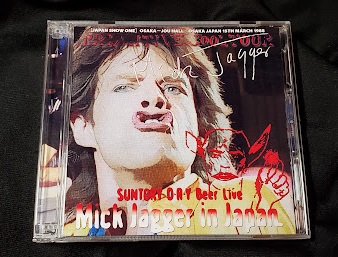 [JAPAN SHOW ONE] OSAKA-JOU HALL OSAKA JAPAN 15TH MARCH 1988
Jagger
SUNTORY D·R·Y Beer Live
Mick Jagger in Japan